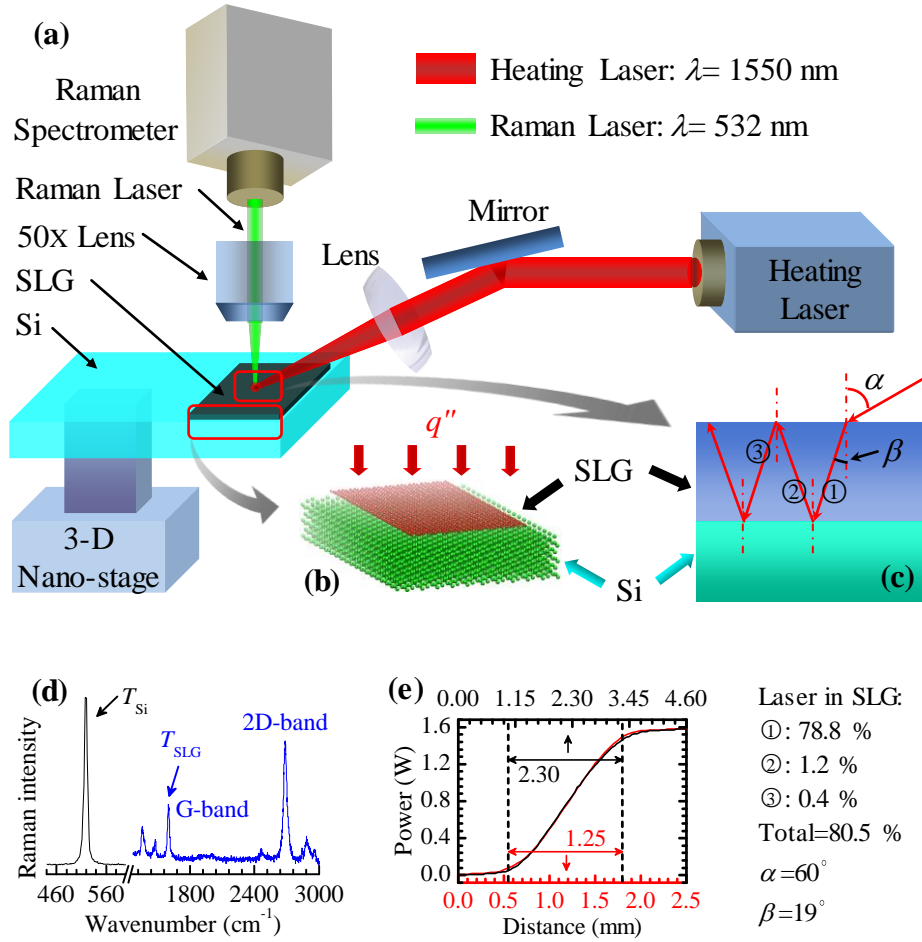 (a)
Raman
Spectrometer
Heating Laser: λ= 1550 nm
Raman Laser: λ= 532 nm
Raman Laser
50X Lens
SLG
Si
Lens
Mirror
Heating
Laser
3-D
Nano-stage
q"
(b)
SLG
Si
α
β
③
②
①
(c)
(d)
T_Si
T_SLG
G-band
2D-band
Raman intensity
460 560 1600 2400 3000
Wavenumber (cm⁻¹)
(e)
0.00 1.15 2.30 3.45 4.60
1.6
1.2
0.8
0.4
0.0
Power (W)
2.30
1.25
0.0 0.5 1.0 1.5 2.0 2.5
Distance (mm)
Laser in SLG:
①: 78.8 %
②: 1.2 %
③: 0.4 %
Total=80.5 %
α=60°
β=19°